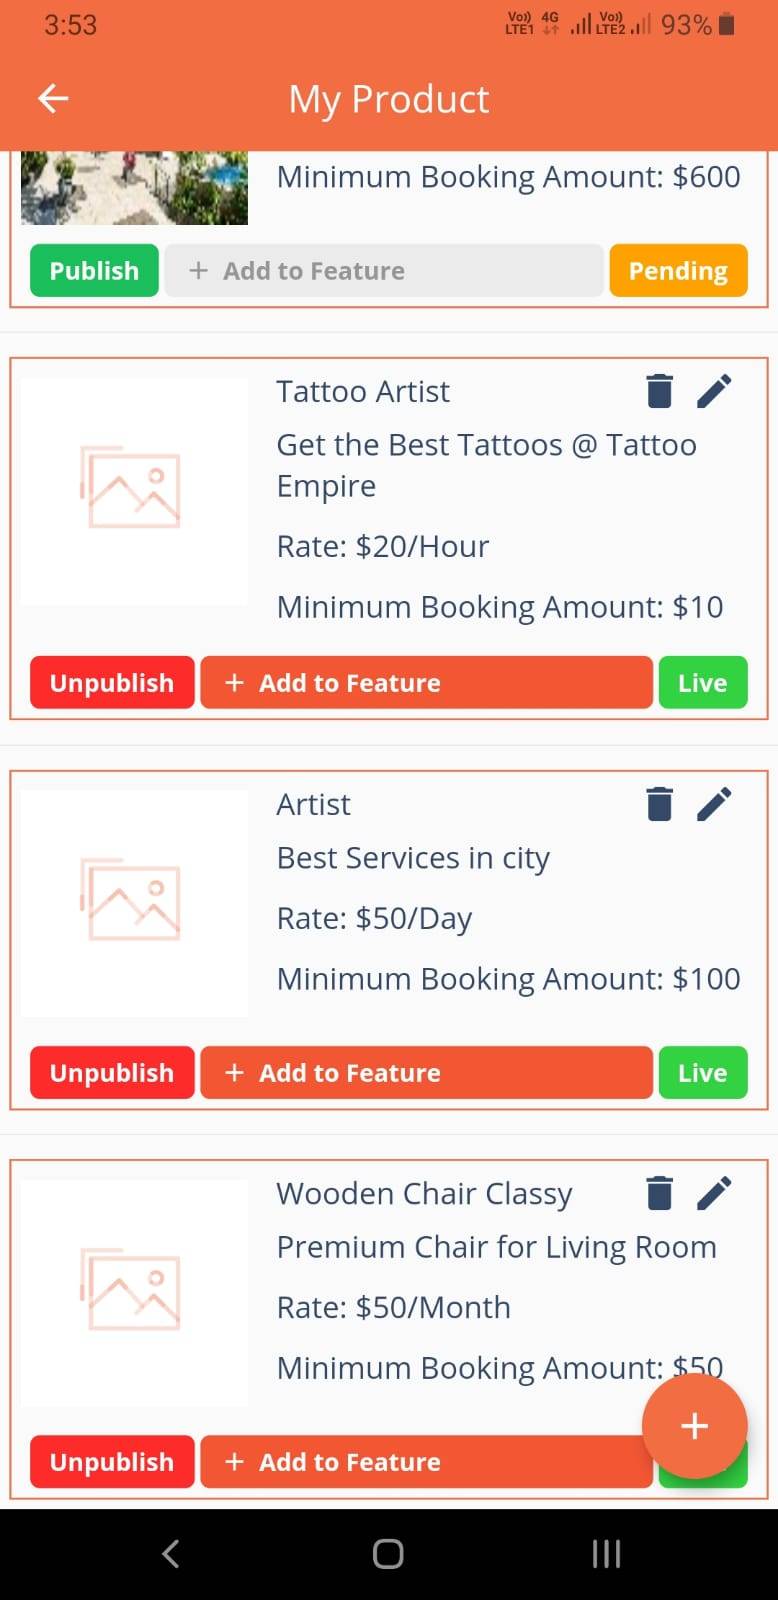 3:53
Vo)) LTE1 4G Vo)) LTE2 93%
My Product
Minimum Booking Amount: $600
Publish + Add to Feature Pending
Tattoo Artist
Get the Best Tattoos @ Tattoo
Empire
Rate: $20/Hour
Minimum Booking Amount: $10
Unpublish + Add to Feature Live
Artist
Best Services in city
Rate: $50/Day
Minimum Booking Amount: $100
Unpublish + Add to Feature Live
Wooden Chair Classy
Premium Chair for Living Room
Rate: $50/Month
Minimum Booking Amount: $50
+
Unpublish + Add to Feature